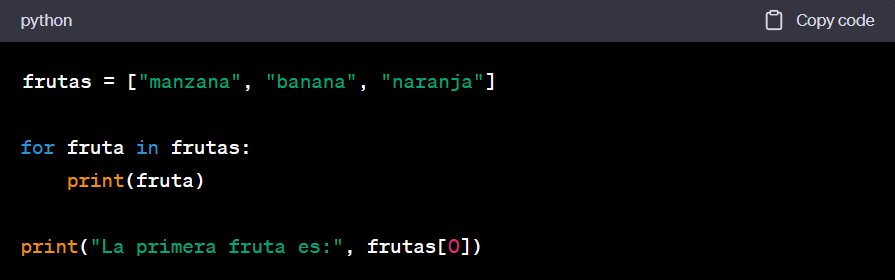 python
Copy code
frutas = ["manzana", "banana", "naranja"]
for fruta in frutas:
    print(fruta)
print("La primera fruta es:", frutas[0])